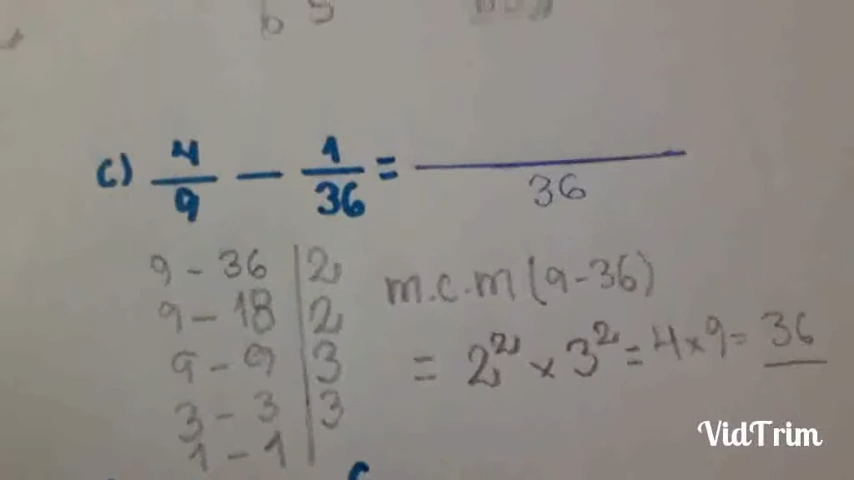 c) 4/9 - 1/36 = /36
9 - 36 | 2
9 - 18 | 2
9 - 9 | 3
3 - 3 | 3
1 - 1
m.c.m (9-36)
= 2² × 3² = 4 × 9 = 36
VidTrim